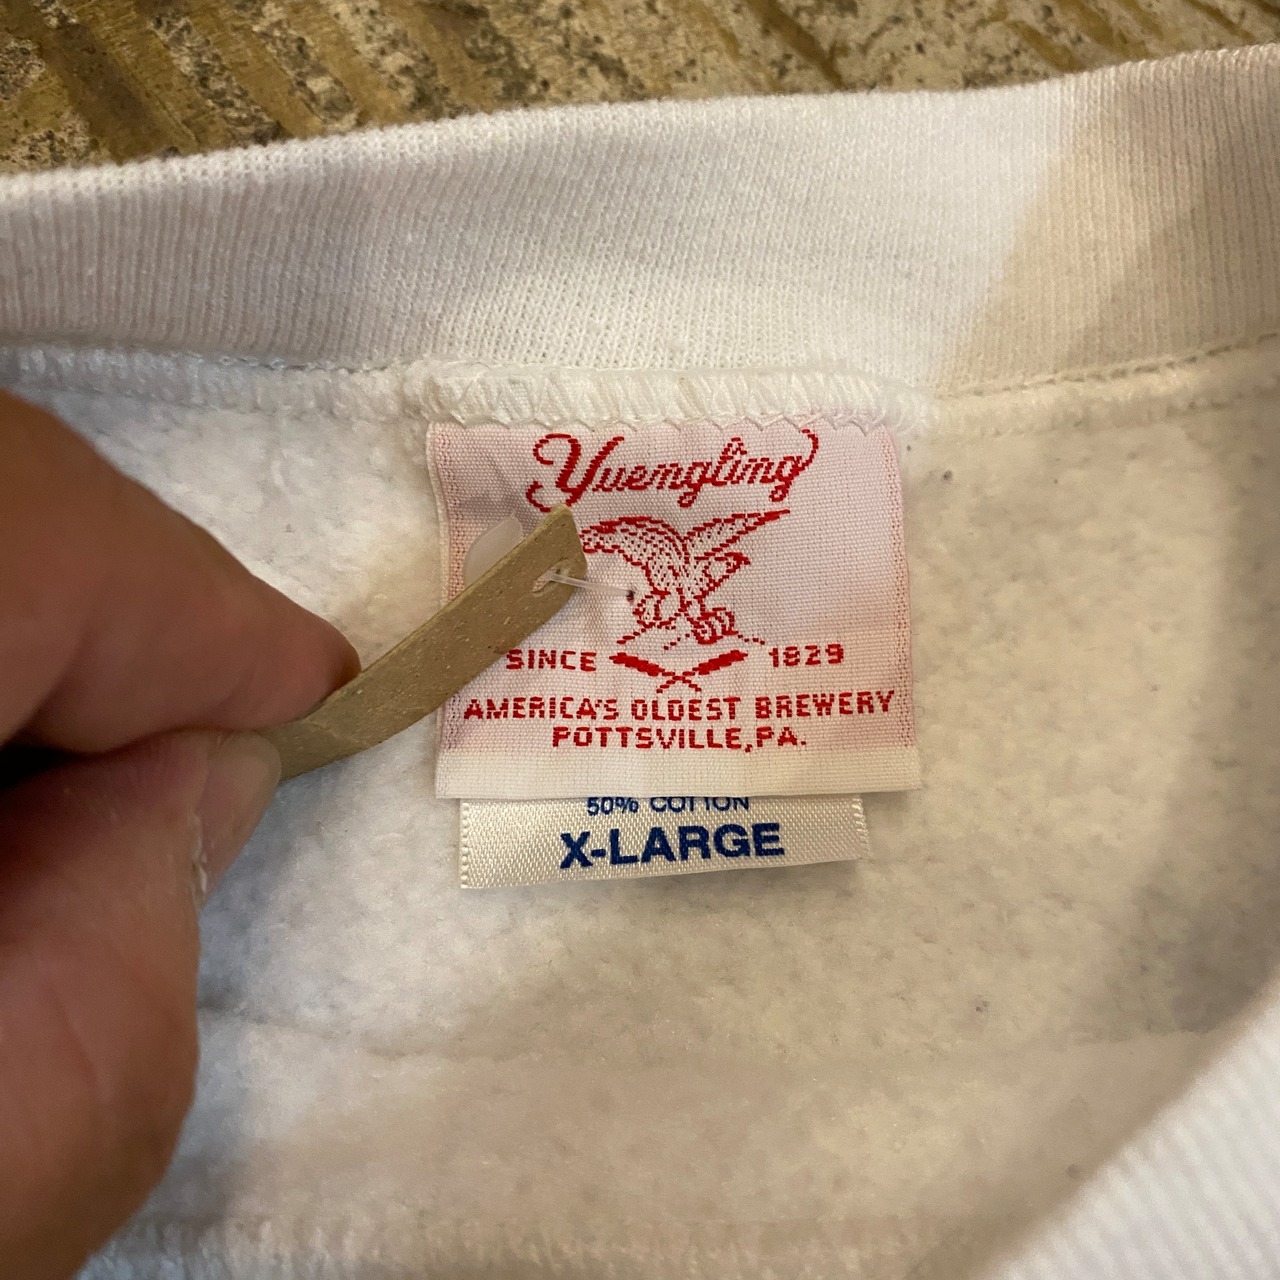 Yuengling
SINCE 1829
AMERICA'S OLDEST BREWERY
POTTSVILLE, PA.
50% COTTON
X-LARGE